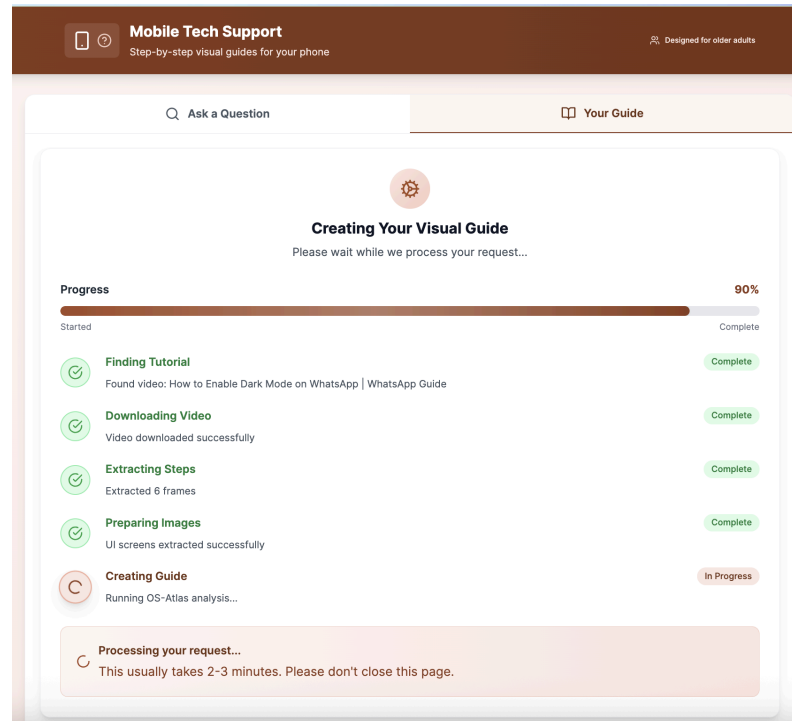 Mobile Tech Support
Step-by-step visual guides for your phone
Designed for older adults
Ask a Question
Your Guide
Creating Your Visual Guide
Please wait while we process your request...
Progress
90%
Started
Complete
Finding Tutorial
Complete
Found video: How to Enable Dark Mode on WhatsApp | WhatsApp Guide
Downloading Video
Complete
Video downloaded successfully
Extracting Steps
Complete
Extracted 6 frames
Preparing Images
Complete
UI screens extracted successfully
Creating Guide
In Progress
Running OS-Atlas analysis...
Processing your request...
This usually takes 2-3 minutes. Please don't close this page.